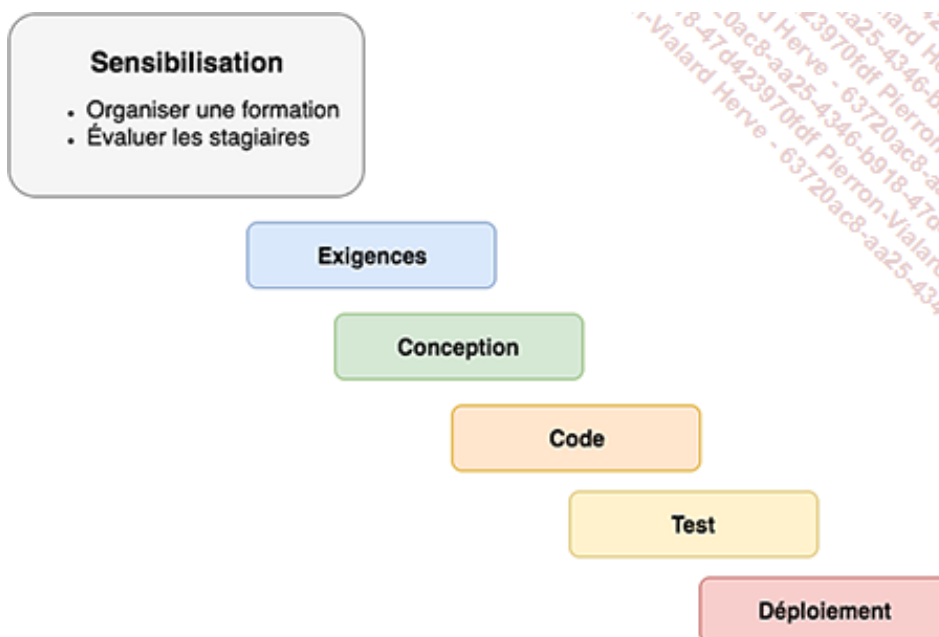 Sensibilisation
• Organiser une formation
• Évaluer les stagiaires
Exigences
Conception
Code
Test
Déploiement